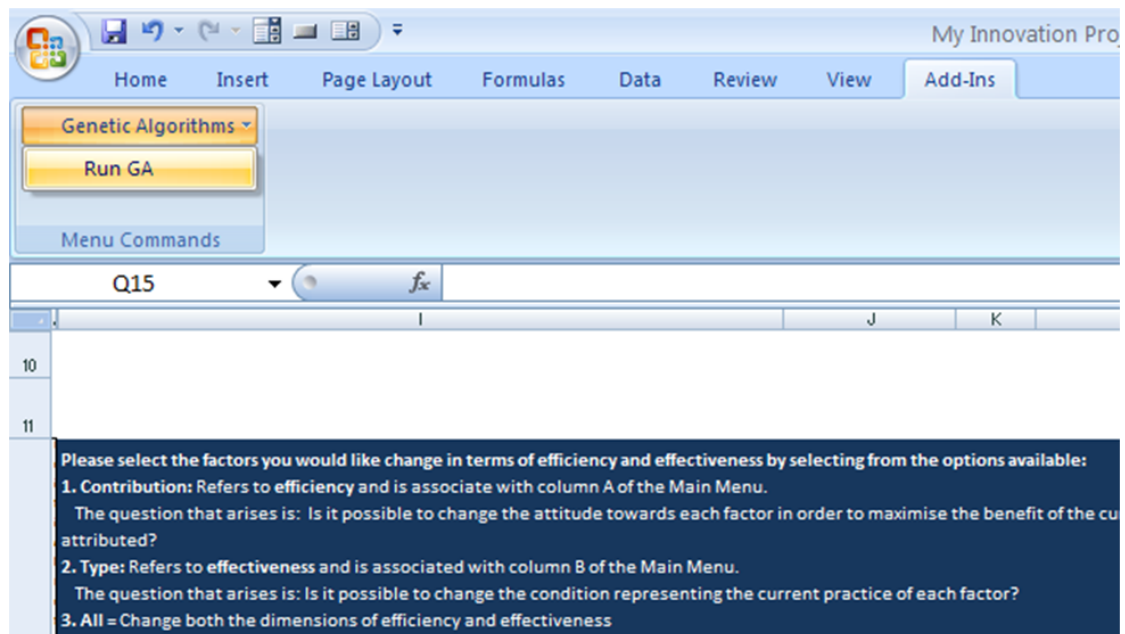 My Innovation Pro
Home Insert Page Layout Formulas Data Review View Add-Ins
Genetic Algorithms
Run GA
Menu Commands
Q15 fx
I J K
10
11
Please select the factors you would like change in terms of efficiency and effectiveness by selecting from the options available:
1. Contribution: Refers to efficiency and is associate with column A of the Main Menu.
The question that arises is: Is it possible to change the attitude towards each factor in order to maximise the benefit of the cu
attributed?
2. Type: Refers to effectiveness and is associated with column B of the Main Menu.
The question that arises is: Is it possible to change the condition representing the current practice of each factor?
3. All = Change both the dimensions of efficiency and effectiveness